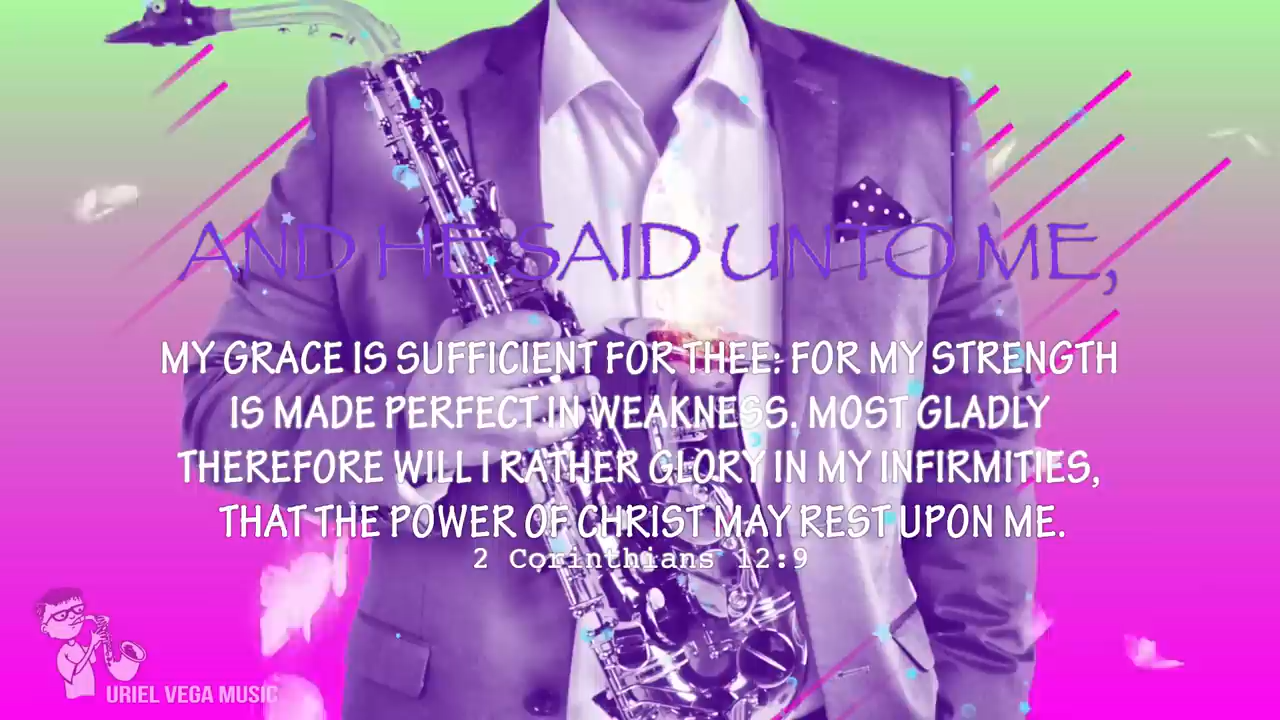 AND HE SAID UNTO ME,
MY GRACE IS SUFFICIENT FOR THEE: FOR MY STRENGTH
IS MADE PERFECT IN WEAKNESS. MOST GLADLY
THEREFORE WILL I RATHER GLORY IN MY INFIRMITIES,
THAT THE POWER OF CHRIST MAY REST UPON ME.
2 Corinthians 12:9
URIEL VEGA MUSIC